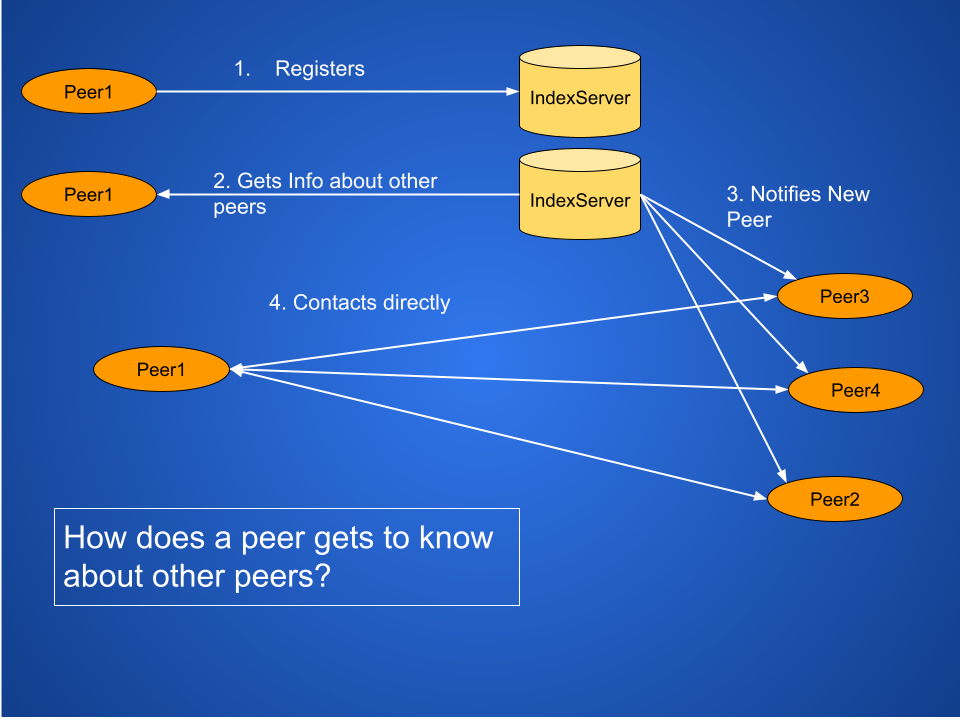 1. Registers
Peer1
IndexServer
2. Gets Info about other
peers
Peer1
IndexServer
3. Notifies New
Peer
Peer3
4. Contacts directly
Peer1
Peer4
Peer2
How does a peer gets to know
about other peers?